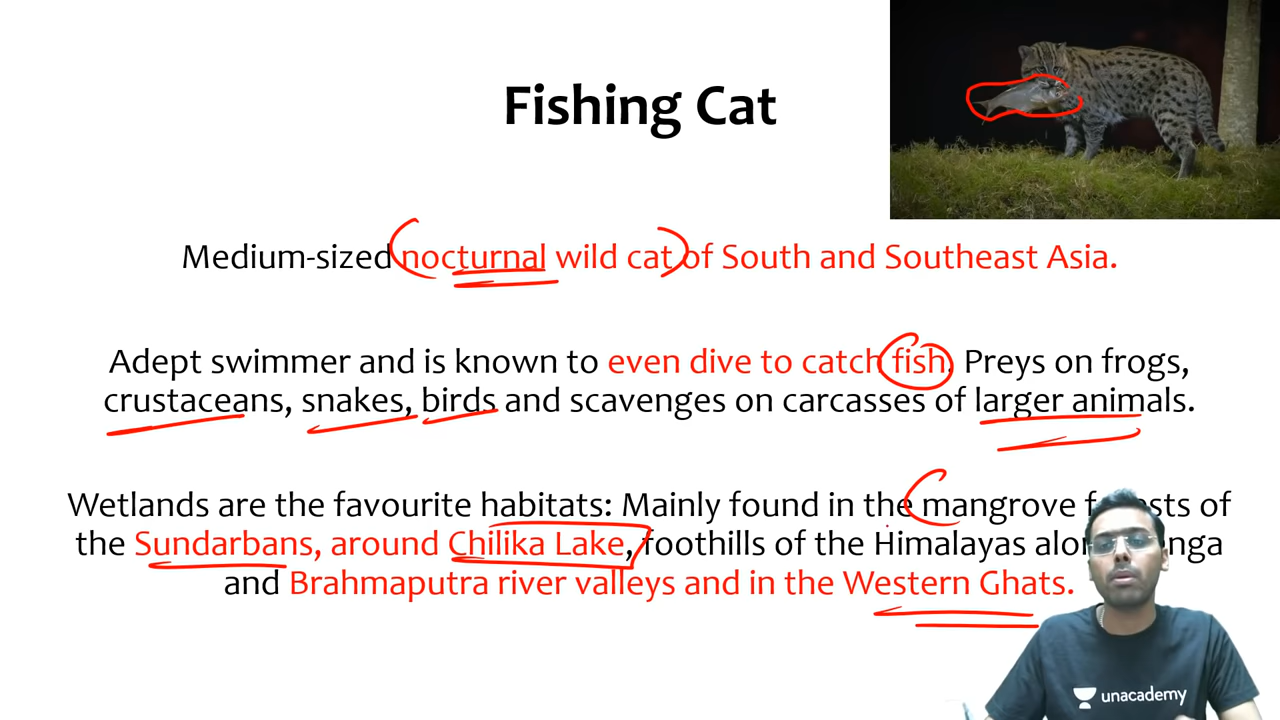 Fishing Cat
Medium-sized nocturnal wild cat of South and Southeast Asia.
Adept swimmer and is known to even dive to catch fish. Preys on frogs,
crustaceans, snakes, birds and scavenges on carcasses of larger animals.
Wetlands are the favourite habitats: Mainly found in the mangrove of
the Sundarbans, around Chilika Lake, foothills of the Himalayas
and Brahmaputra river valleys and in the Western Ghats.
unacademy